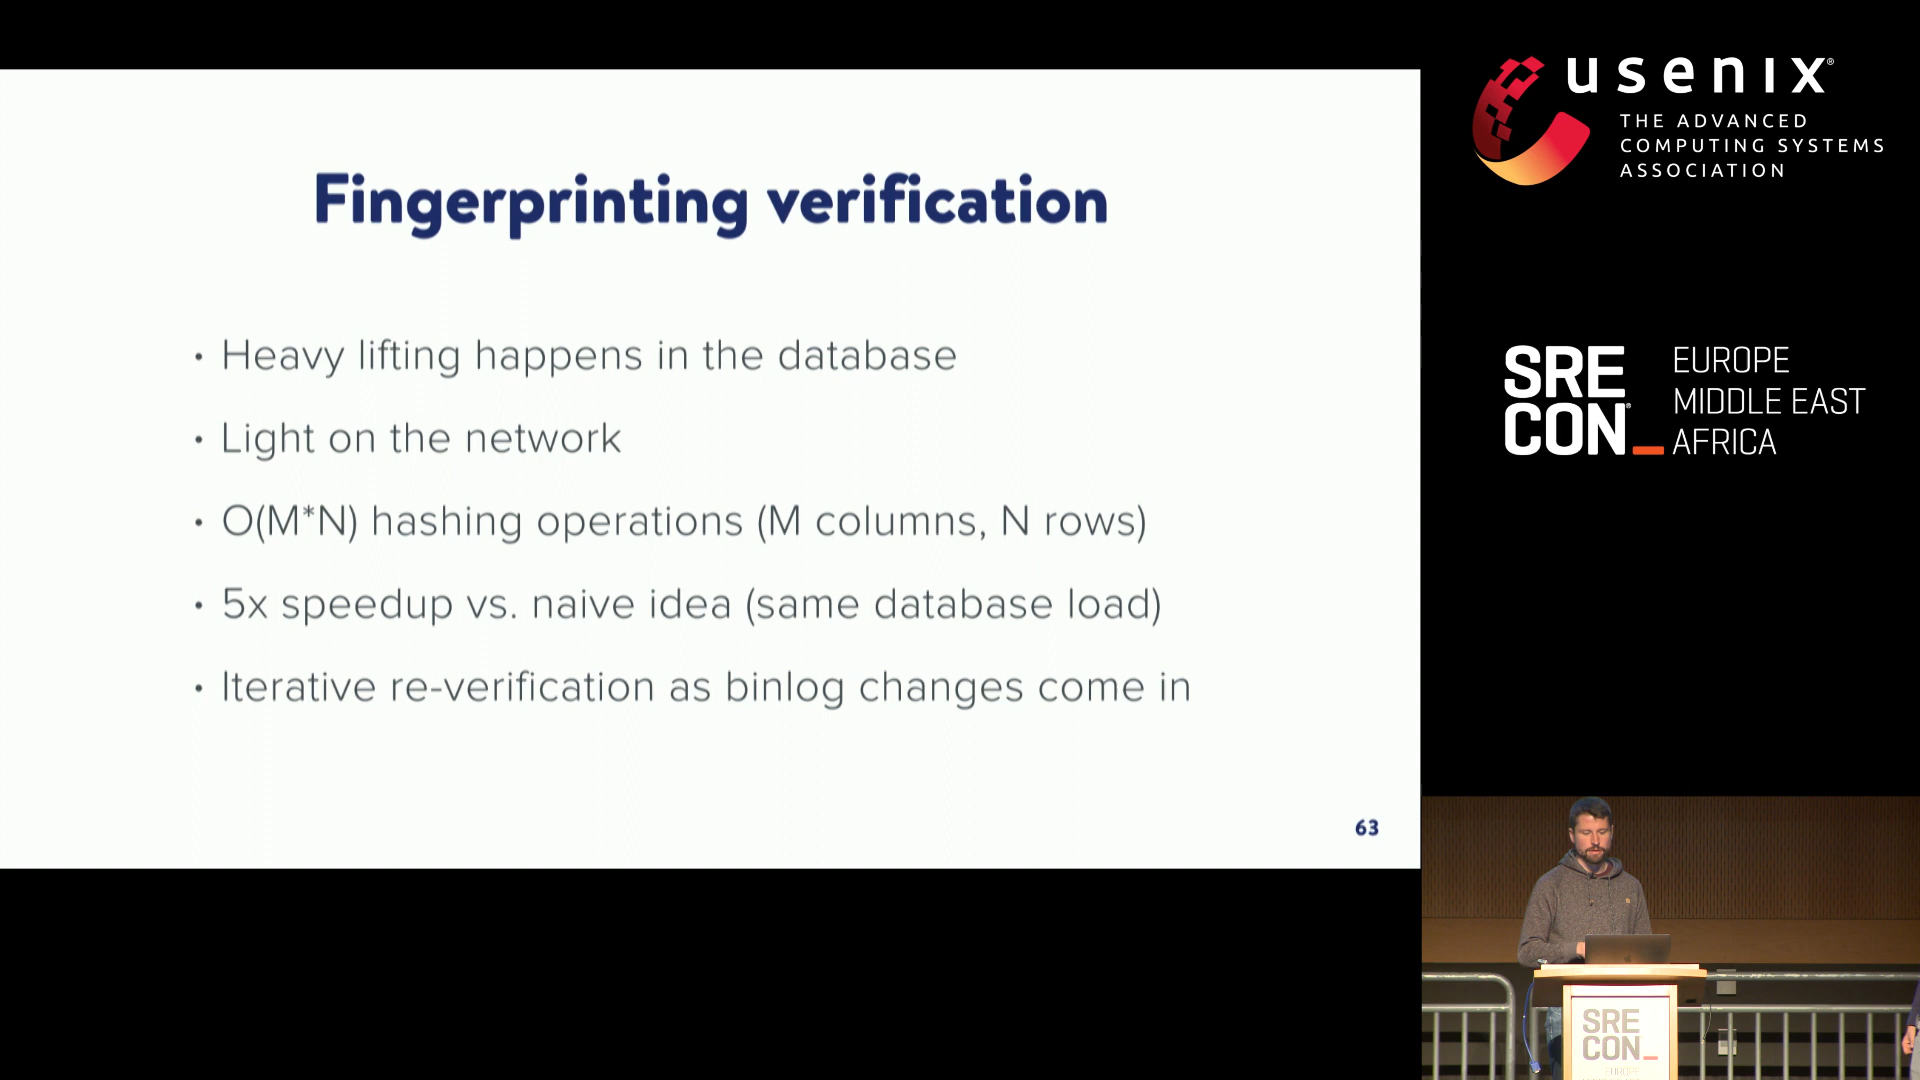 Fingerprinting verification
• Heavy lifting happens in the database
• Light on the network
• O(M*N) hashing operations (M columns, N rows)
• 5x speedup vs. naive idea (same database load)
• Iterative re-verification as binlog changes come in
63
usenix®
THE ADVANCED
COMPUTING SYSTEMS
ASSOCIATION
SRE
CON®_
EUROPE
MIDDLE EAST
AFRICA
SRE
CON_
EUROPE